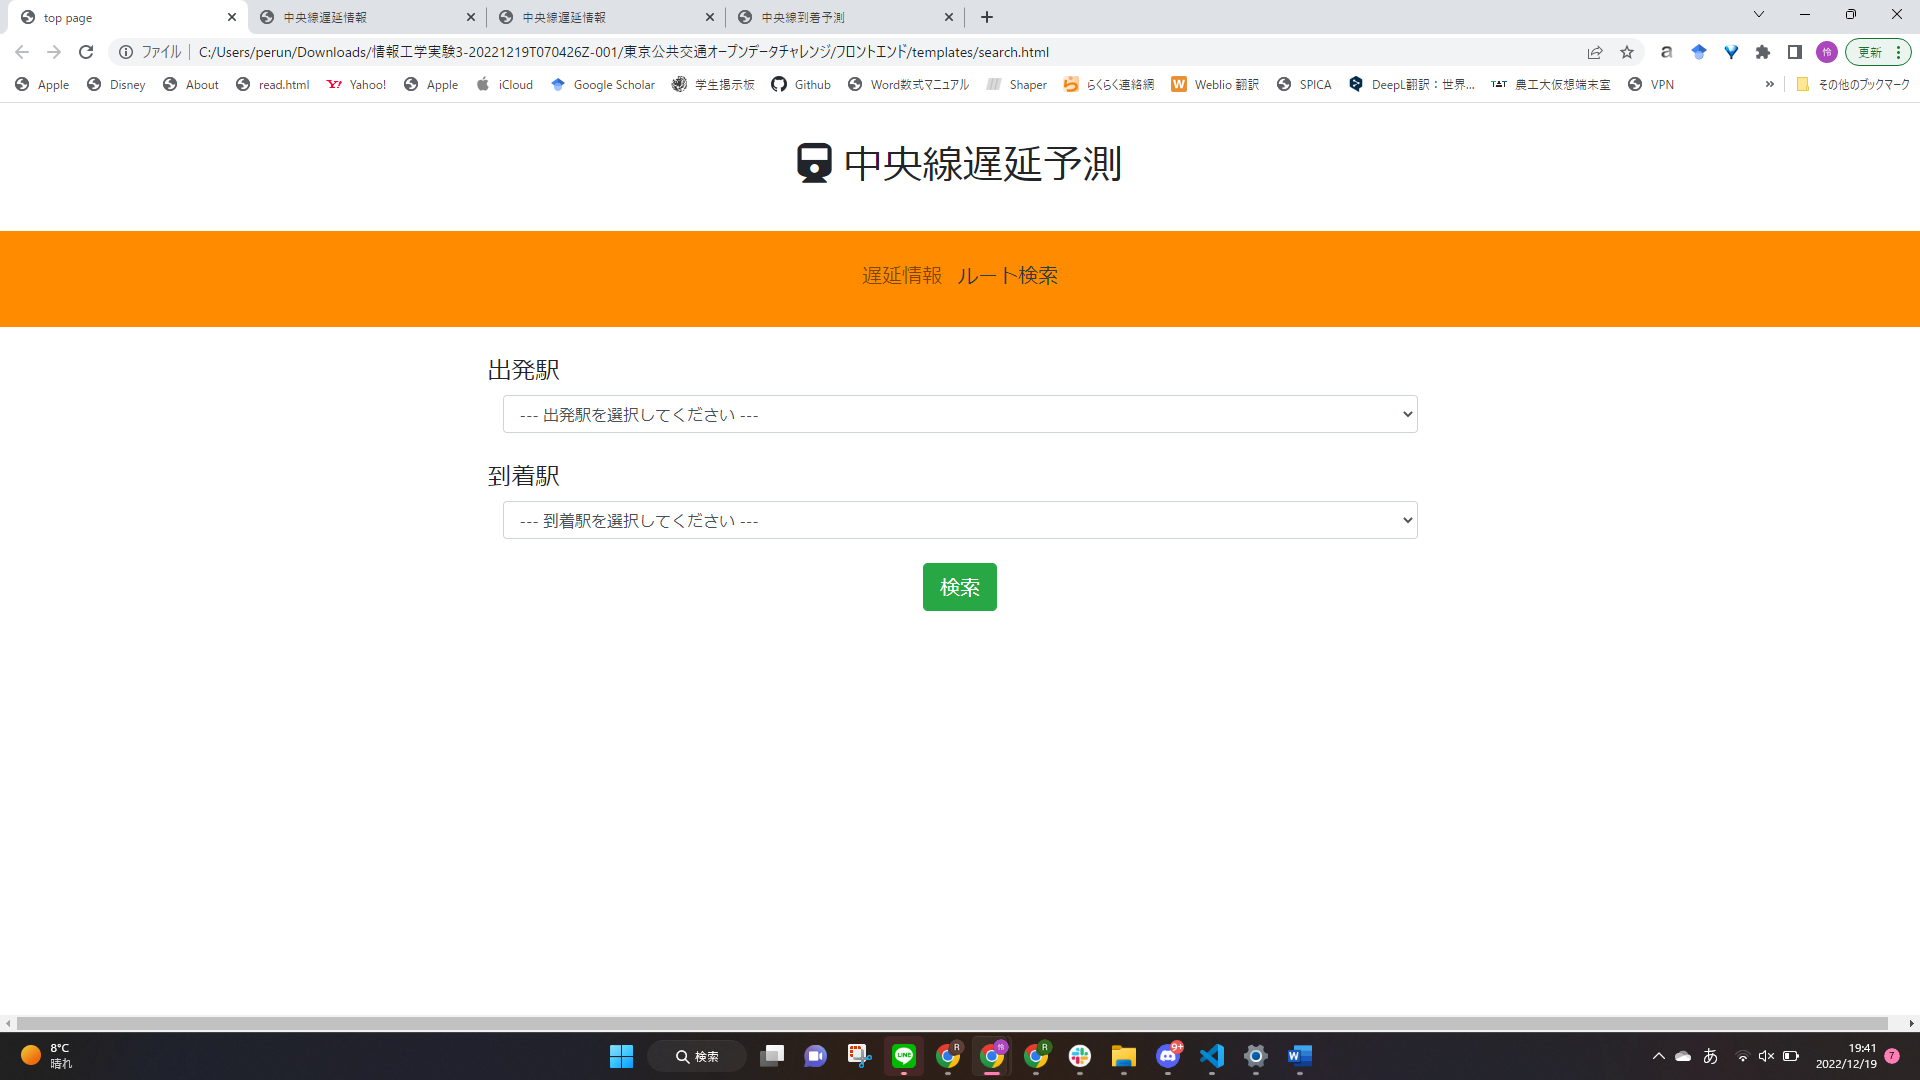 top page
中央線遅延情報
中央線遅延情報
中央線到着予測
ファイル C:/Users/perun/Downloads/情報工学実験3-20221219T070426Z-001/東京公共交通オープンデータチャレンジ/フロントエンド/templates/search.html
更新
Apple Disney About read.html Yahoo! Apple iCloud Google Scholar 学生掲示板 Github Word数式マニュアル Shaper らくらく連絡網 Weblio 翻訳 SPICA DeepL翻訳：世界... 農工大仮想端末室 VPN » その他のブックマーク
中央線遅延予測
遅延情報 ルート検索
出発駅
--- 出発駅を選択してください ---
到着駅
--- 到着駅を選択してください ---
検索
8°C
晴れ
検索
あ
19:41
2022/12/19
7